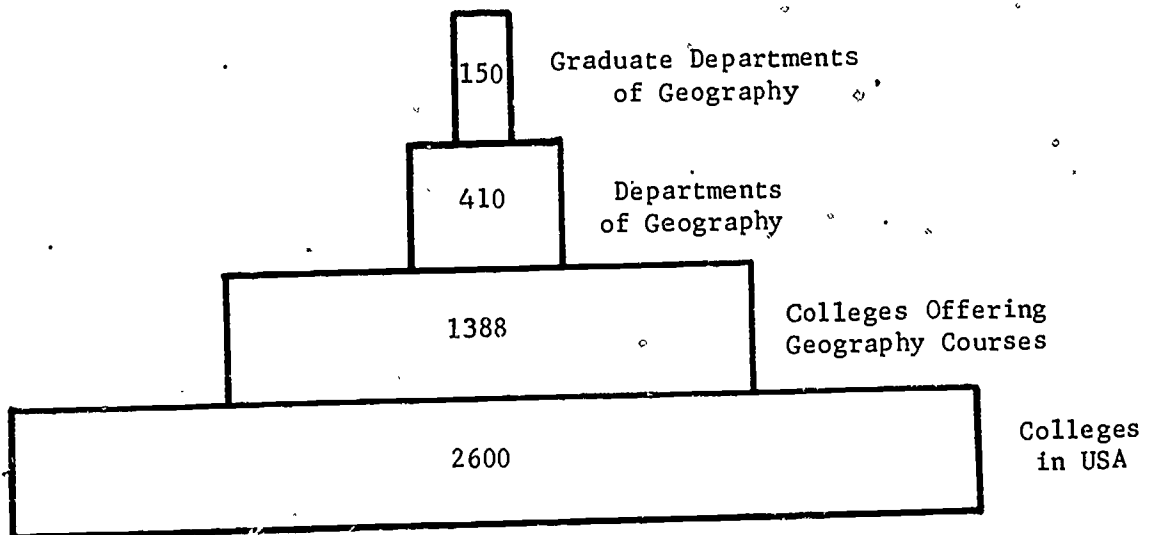 150
Graduate Departments
of Geography
410
Departments
of Geography
1388
Colleges Offering
Geography Courses
2600
Colleges
in USA